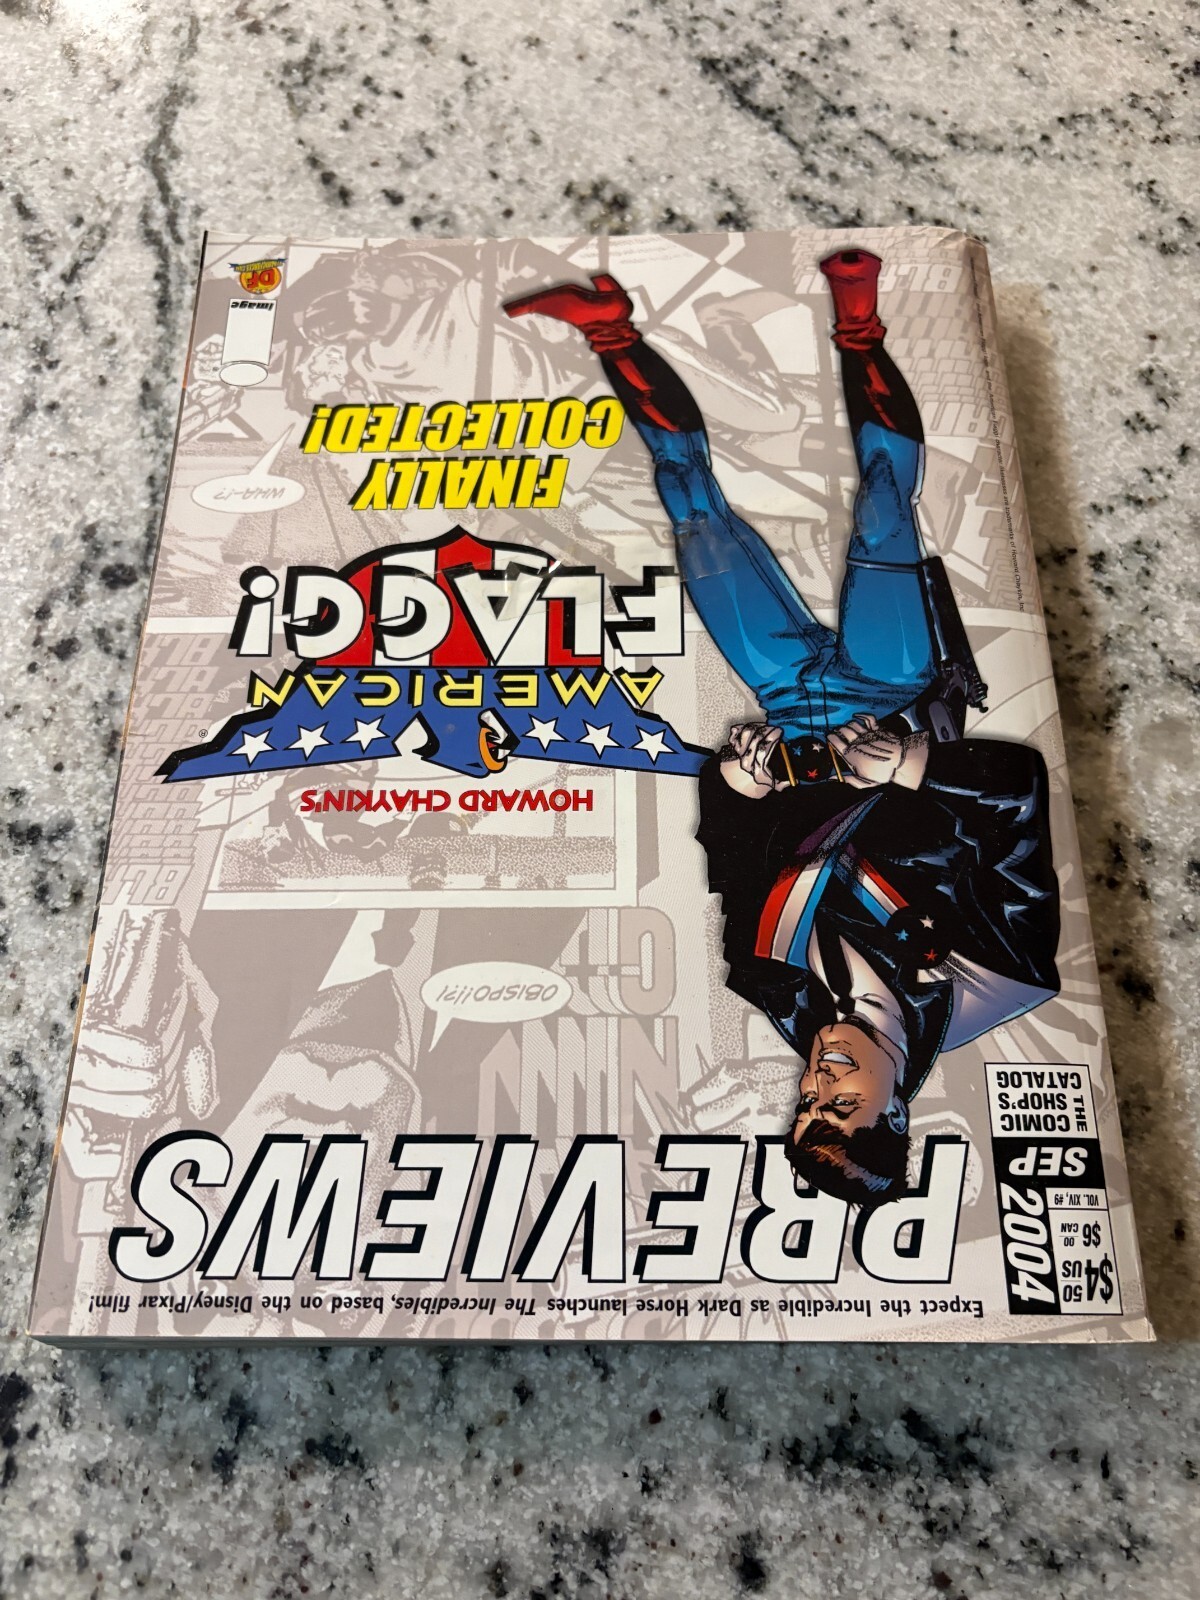 Expect the Incredible as Dark Horse launches The Incredibles, based on the Disney/Pixar film!
$4 50 US
$6 00 CAN
VOL. XIV, #9
SEP 2004
THE
COMIC
SHOP'S
CATALOG
PREVIEWS
OBISPO!!?!
HOWARD CHAYKIN'S
AMERICAN
FLAGG!
®
FINALLY
COLLECTED!
WHA-!?
image
DF